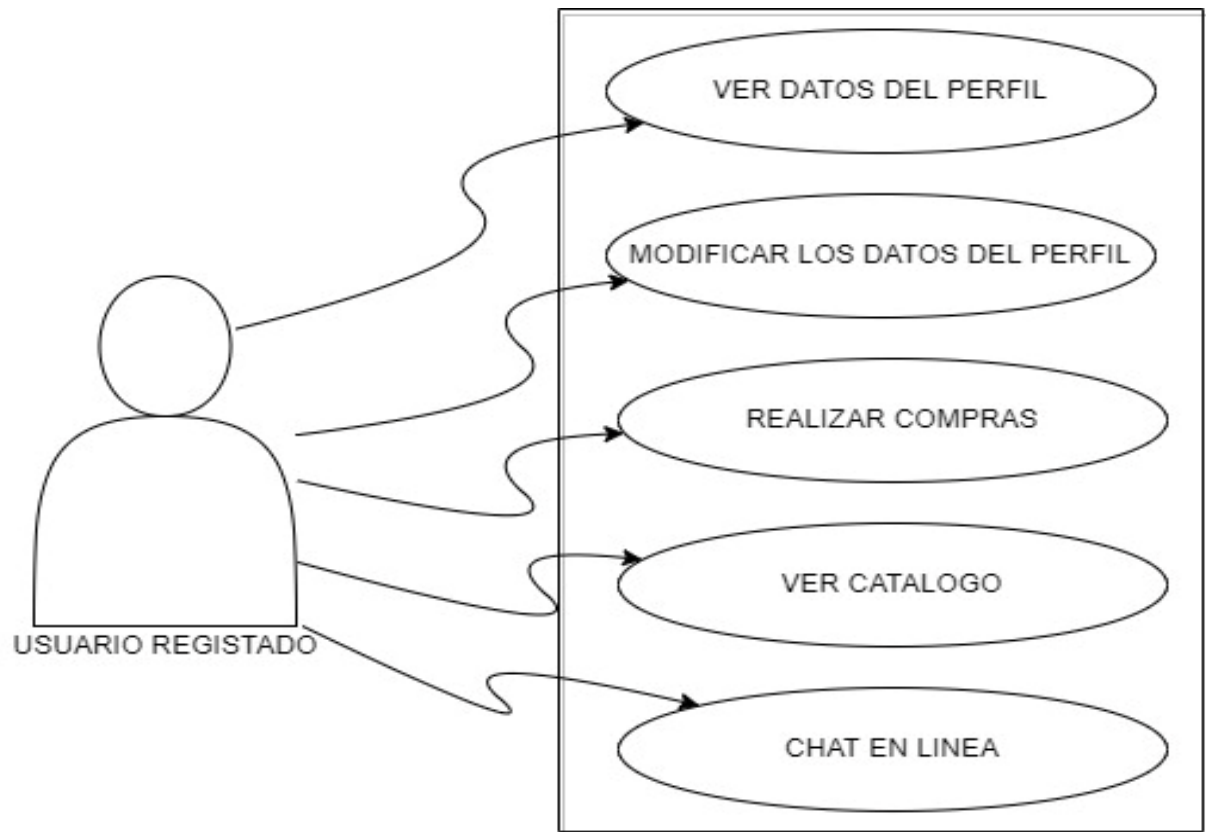 VER DATOS DEL PERFIL
MODIFICAR LOS DATOS DEL PERFIL
REALIZAR COMPRAS
VER CATALOGO
USUARIO REGISTADO
CHAT EN LINEA